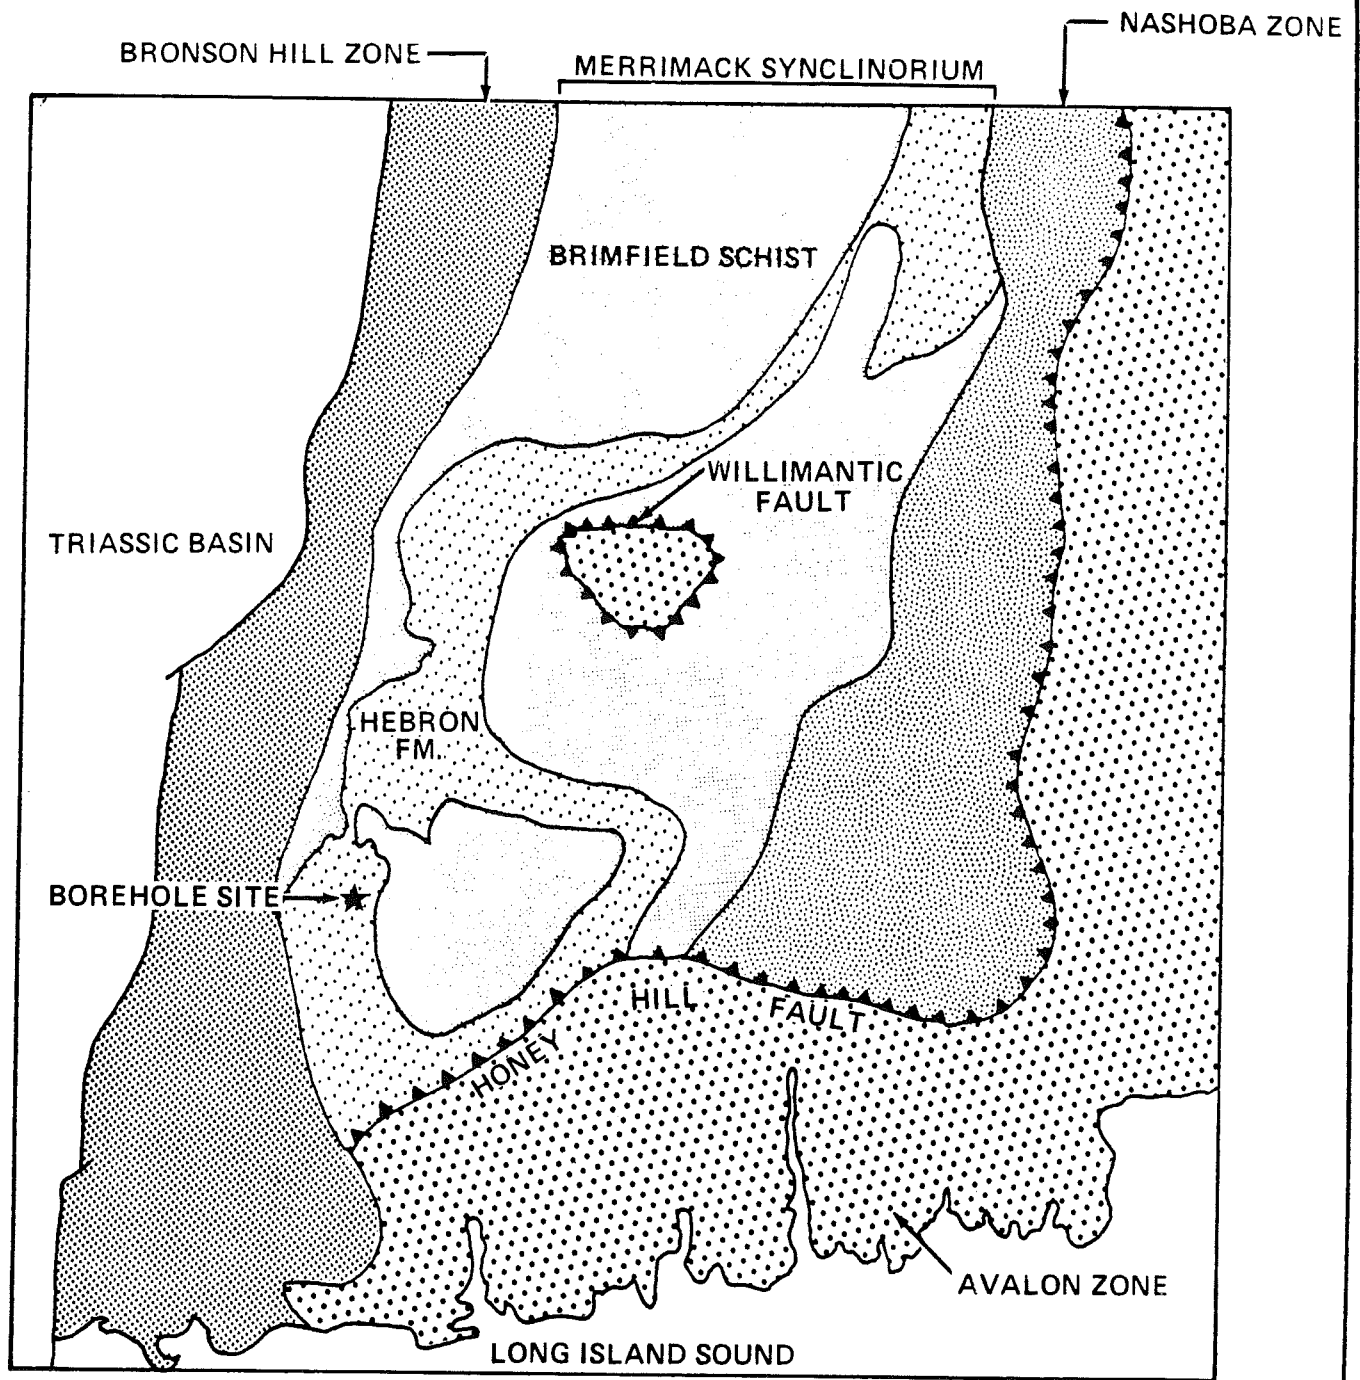 NASHOBA ZONE
BRONSON HILL ZONE
MERRIMACK SYNCLINORIUM
BRIMFIELD SCHIST
WILLIMANTIC
FAULT
TRIASSIC BASIN
HEBRON
FM.
BOREHOLE SITE
HONEY HILL FAULT
AVALON ZONE
LONG ISLAND SOUND